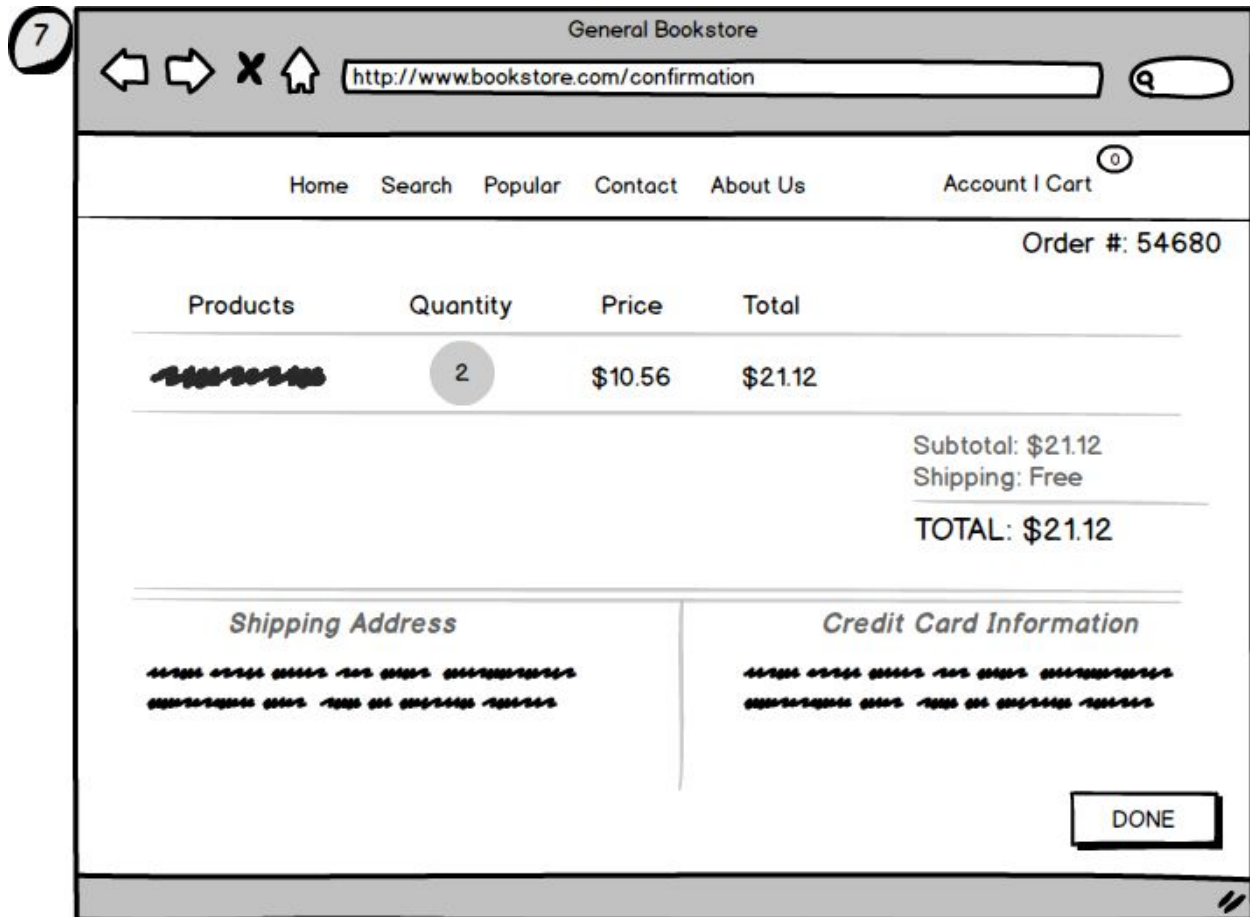 7
General Bookstore
http://www.bookstore.com/confirmation
0
Home Search Popular Contact About Us Account | Cart
Order #: 54680
Products Quantity Price Total
2 $10.56 $21.12
Subtotal: $21.12
Shipping: Free
TOTAL: $21.12
Shipping Address Credit Card Information
DONE